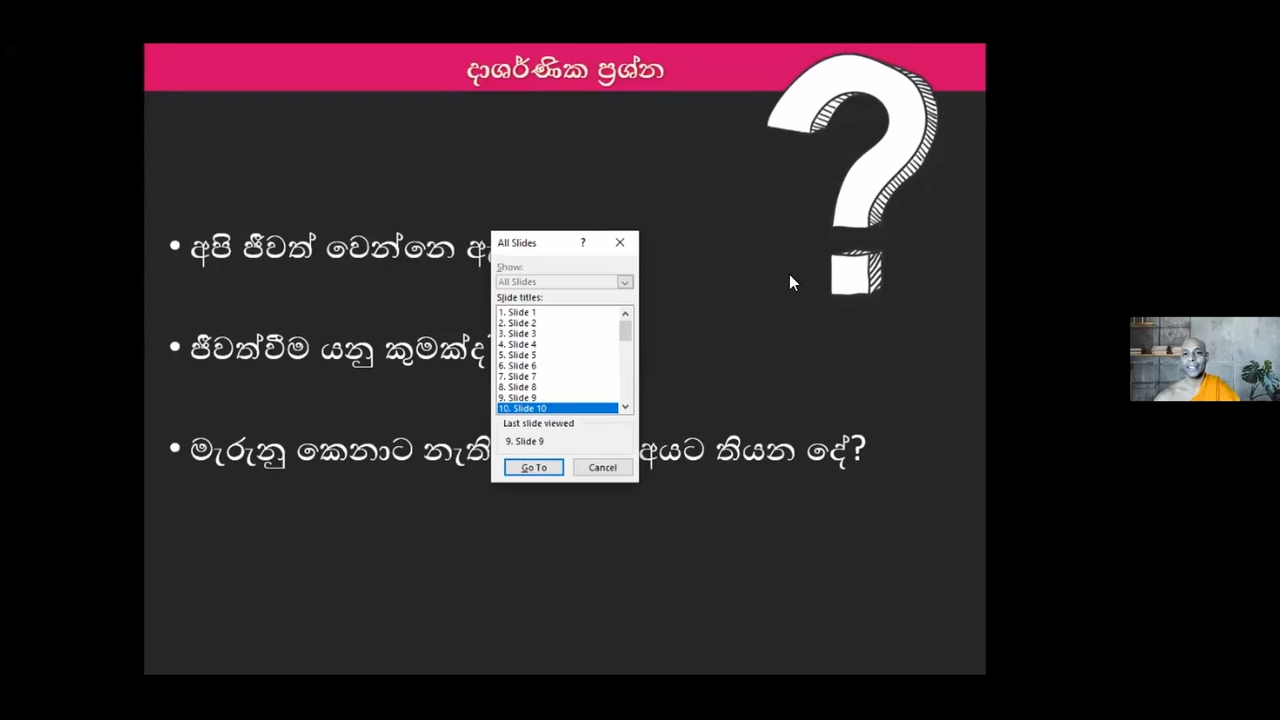 දාශර්ණික ප්‍රශ්න
?
• අපි ජීවත් වෙන්නෙ
• ජීවත්වීම යනු කුමක්ද
• මැරුනු කෙනාට නැති අයට තියන දේ?
All Slides ?
Show:
All Slides
Slide titles:
1. Slide 1
2. Slide 2
3. Slide 3
4. Slide 4
5. Slide 5
6. Slide 6
7. Slide 7
8. Slide 8
9. Slide 9
10. Slide 10
Last slide viewed
9. Slide 9
Go To
Cancel